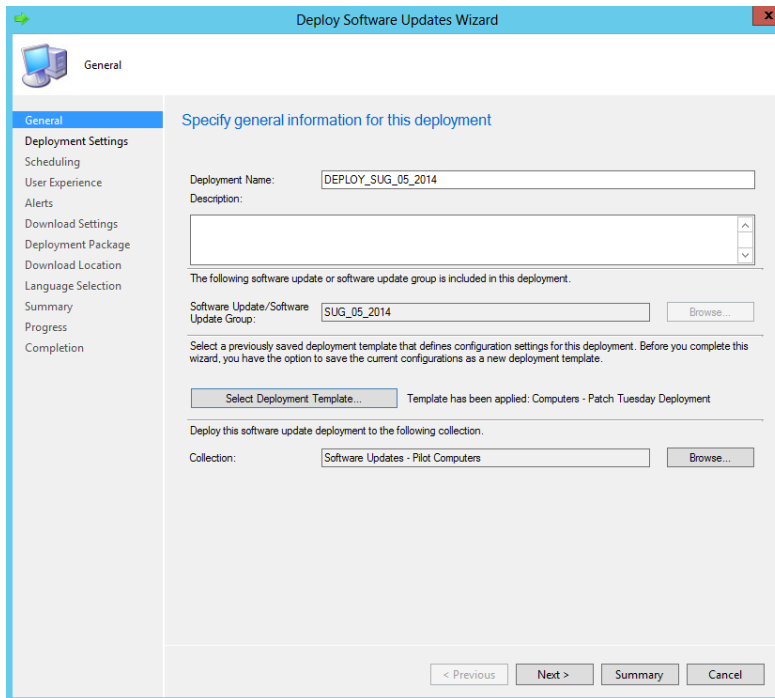 Deploy Software Updates Wizard
x
General
General
Deployment Settings
Scheduling
User Experience
Alerts
Download Settings
Deployment Package
Download Location
Language Selection
Summary
Progress
Completion
Specify general information for this deployment
Deployment Name: DEPLOY_SUG_05_2014
Description:
The following software update or software update group is included in this deployment.
Software Update/Software
Update Group: SUG_05_2014 Browse...
Select a previously saved deployment template that defines configuration settings for this deployment. Before you complete this
wizard, you have the option to save the current configurations as a new deployment template.
Select Deployment Template... Template has been applied: Computers - Patch Tuesday Deployment
Deploy this software update deployment to the following collection.
Collection: Software Updates - Pilot Computers Browse...
< Previous Next > Summary Cancel